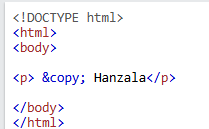 <!DOCTYPE html>
<html>
<body>
<p> &copy; Hanzala</p>
</body>
</html>